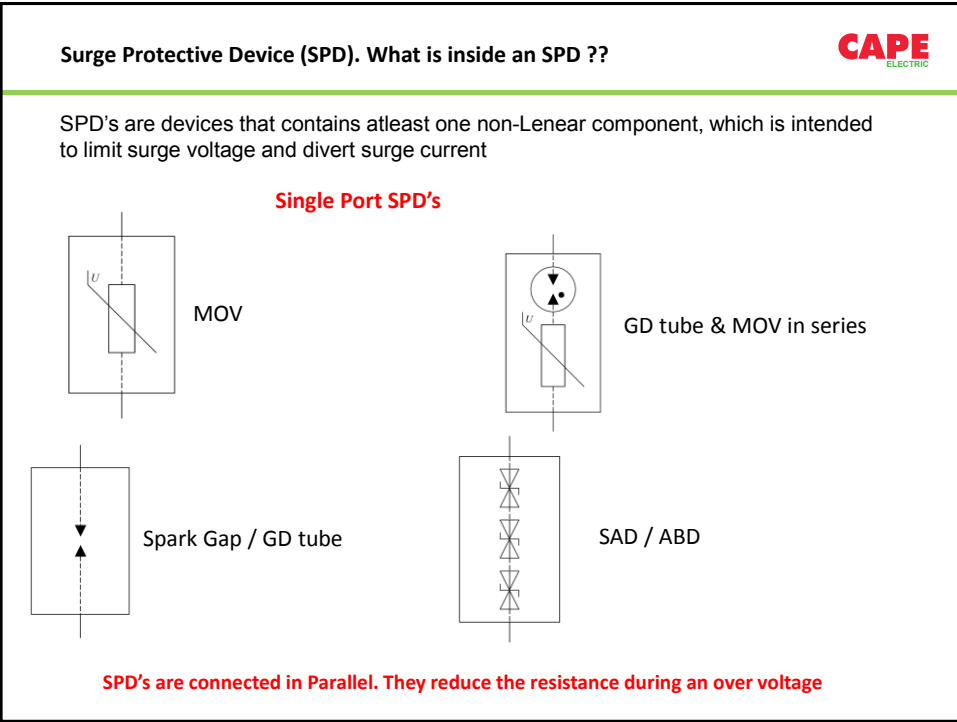 Surge Protective Device (SPD). What is inside an SPD ??
CAPE
ELECTRIC
SPD's are devices that contains atleast one non-Lenear component, which is intended
to limit surge voltage and divert surge current
Single Port SPD's
U
MOV
U
GD tube & MOV in series
Spark Gap / GD tube
SAD / ABD
SPD's are connected in Parallel. They reduce the resistance during an over voltage